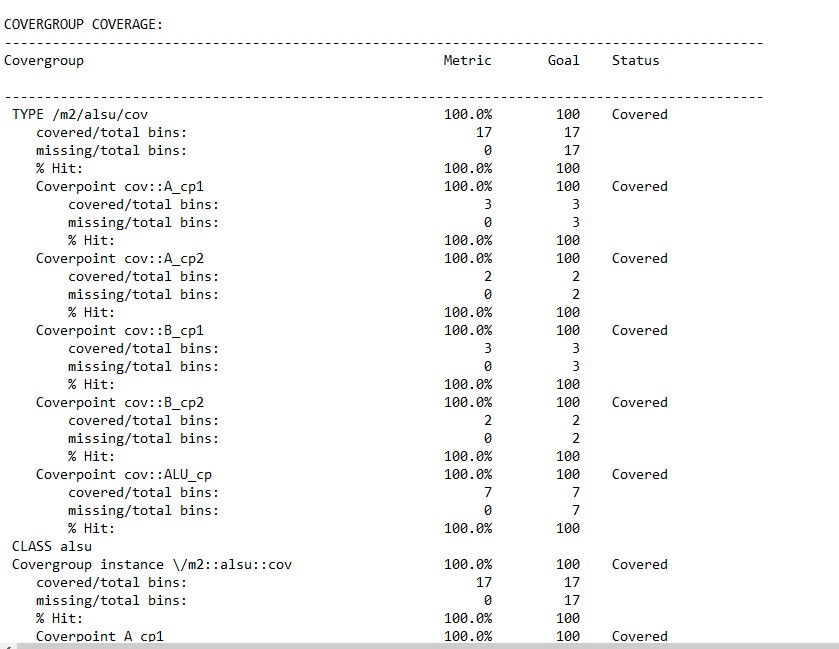 COVERGROUP COVERAGE:
-----------------------------------------------------------------------------------------------
Covergroup Metric Goal Status
-----------------------------------------------------------------------------------------------
TYPE /m2/alsu/cov 100.0% 100 Covered
covered/total bins: 17 17
missing/total bins: 0 17
% Hit: 100.0% 100
Coverpoint cov::A_cp1 100.0% 100 Covered
covered/total bins: 3 3
missing/total bins: 0 3
% Hit: 100.0% 100
Coverpoint cov::A_cp2 100.0% 100 Covered
covered/total bins: 2 2
missing/total bins: 0 2
% Hit: 100.0% 100
Coverpoint cov::B_cp1 100.0% 100 Covered
covered/total bins: 3 3
missing/total bins: 0 3
% Hit: 100.0% 100
Coverpoint cov::B_cp2 100.0% 100 Covered
covered/total bins: 2 2
missing/total bins: 0 2
% Hit: 100.0% 100
Coverpoint cov::ALU_cp 100.0% 100 Covered
covered/total bins: 7 7
missing/total bins: 0 7
% Hit: 100.0% 100
CLASS alsu
Covergroup instance \/m2::alsu::cov 100.0% 100 Covered
covered/total bins: 17 17
missing/total bins: 0 17
% Hit: 100.0% 100
Coverpoint A_cp1 100.0% 100 Covered